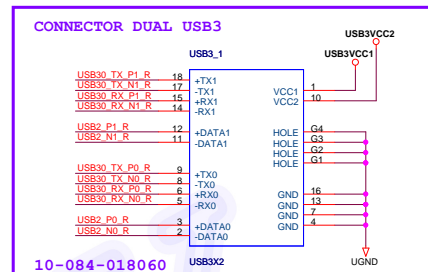 CONNECTOR DUAL USB3
USB3VCC2
USB3_1
USB3VCC1
USB30_TX_P1_R 18 +TX1
USB30_TX_N1_R 17 -TX1 VCC1 1
USB30_RX_P1_R 15 +RX1 VCC2 10
USB30_RX_N1_R 14 -RX1
USB2_P1_R 12 +DATA1 HOLE G4
USB2_N1_R 11 -DATA1 HOLE G3
HOLE G2
HOLE G1
USB30_TX_P0_R 9 +TX0
USB30_TX_N0_R 8 -TX0
USB30_RX_P0_R 6 +RX0 GND 16
USB30_RX_N0_R 5 -RX0 GND 13
GND 7
USB2_P0_R 3 +DATA0 GND 4
USB2_N0_R 2 -DATA0
UGND
10-084-018060 USB3X2